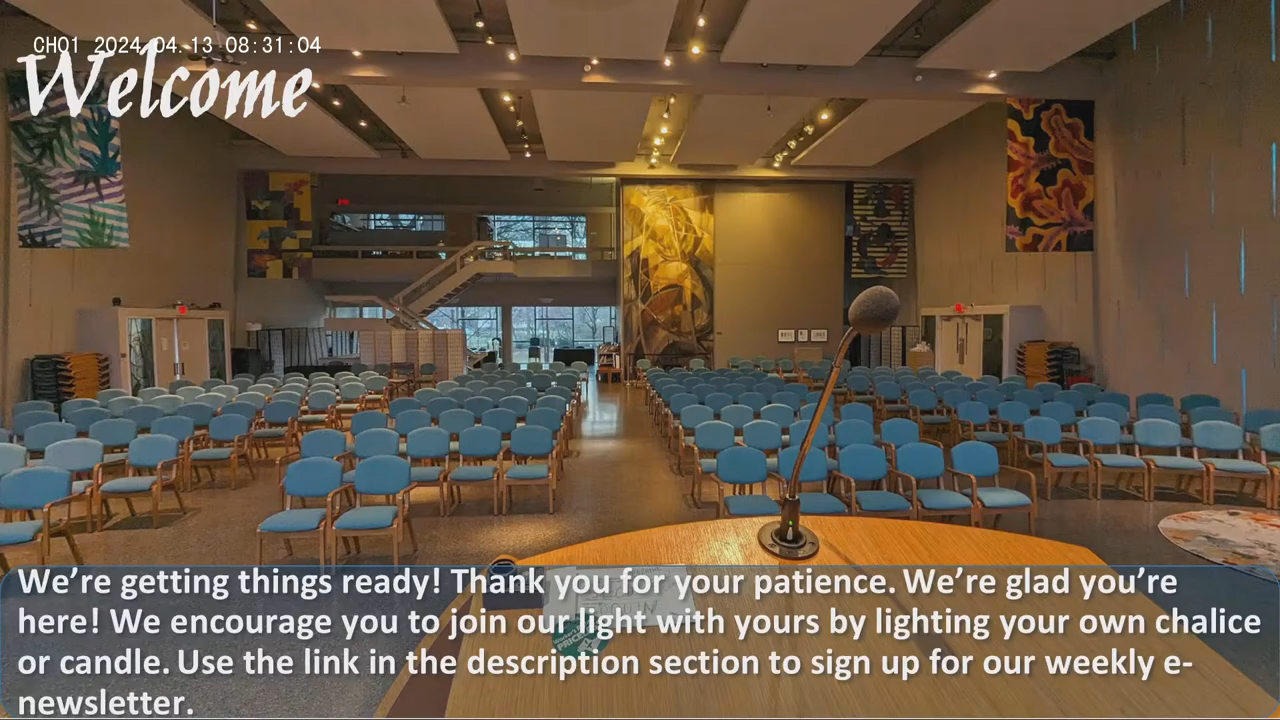 CH01 2024.04.13 08:31:04
Welcome
We’re getting things ready! Thank you for your patience. We’re glad you’re
here! We encourage you to join our light with yours by lighting your own chalice
or candle. Use the link in the description section to sign up for our weekly e-
newsletter.